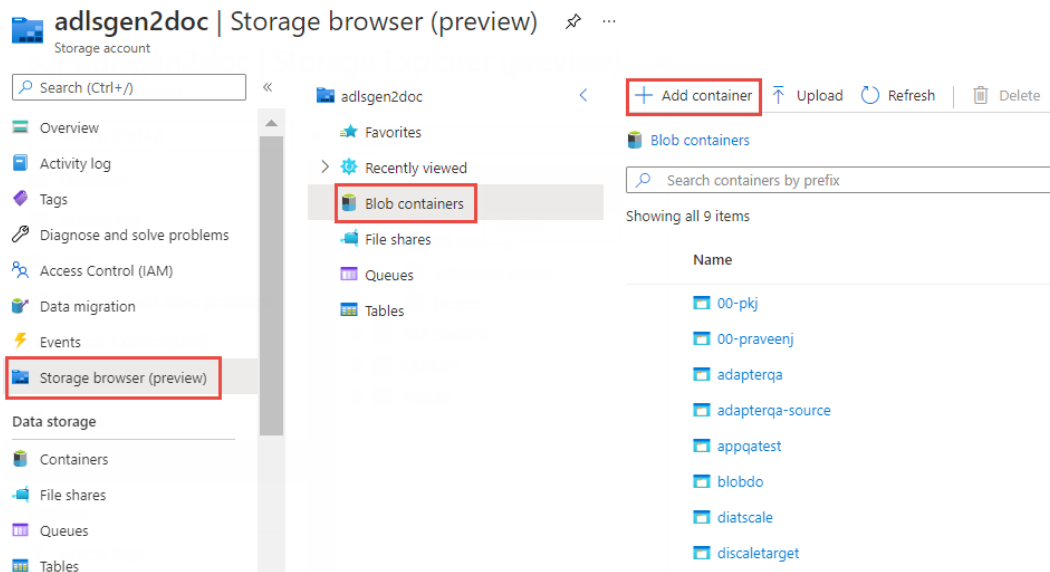 adlsgen2doc | Storage browser (preview)
Storage account
Search (Ctrl+/)
Overview
Activity log
Tags
Diagnose and solve problems
Access Control (IAM)
Data migration
Events
Storage browser (preview)
Data storage
Containers
File shares
Queues
Tables
adlsgen2doc
Favorites
Recently viewed
Blob containers
File shares
Queues
Tables
Add container Upload Refresh Delete
Blob containers
Search containers by prefix
Showing all 9 items
Name
00-pkj
00-praveenj
adapterqa
adapterqa-source
appqatest
blobdo
diatscale
discaletarget